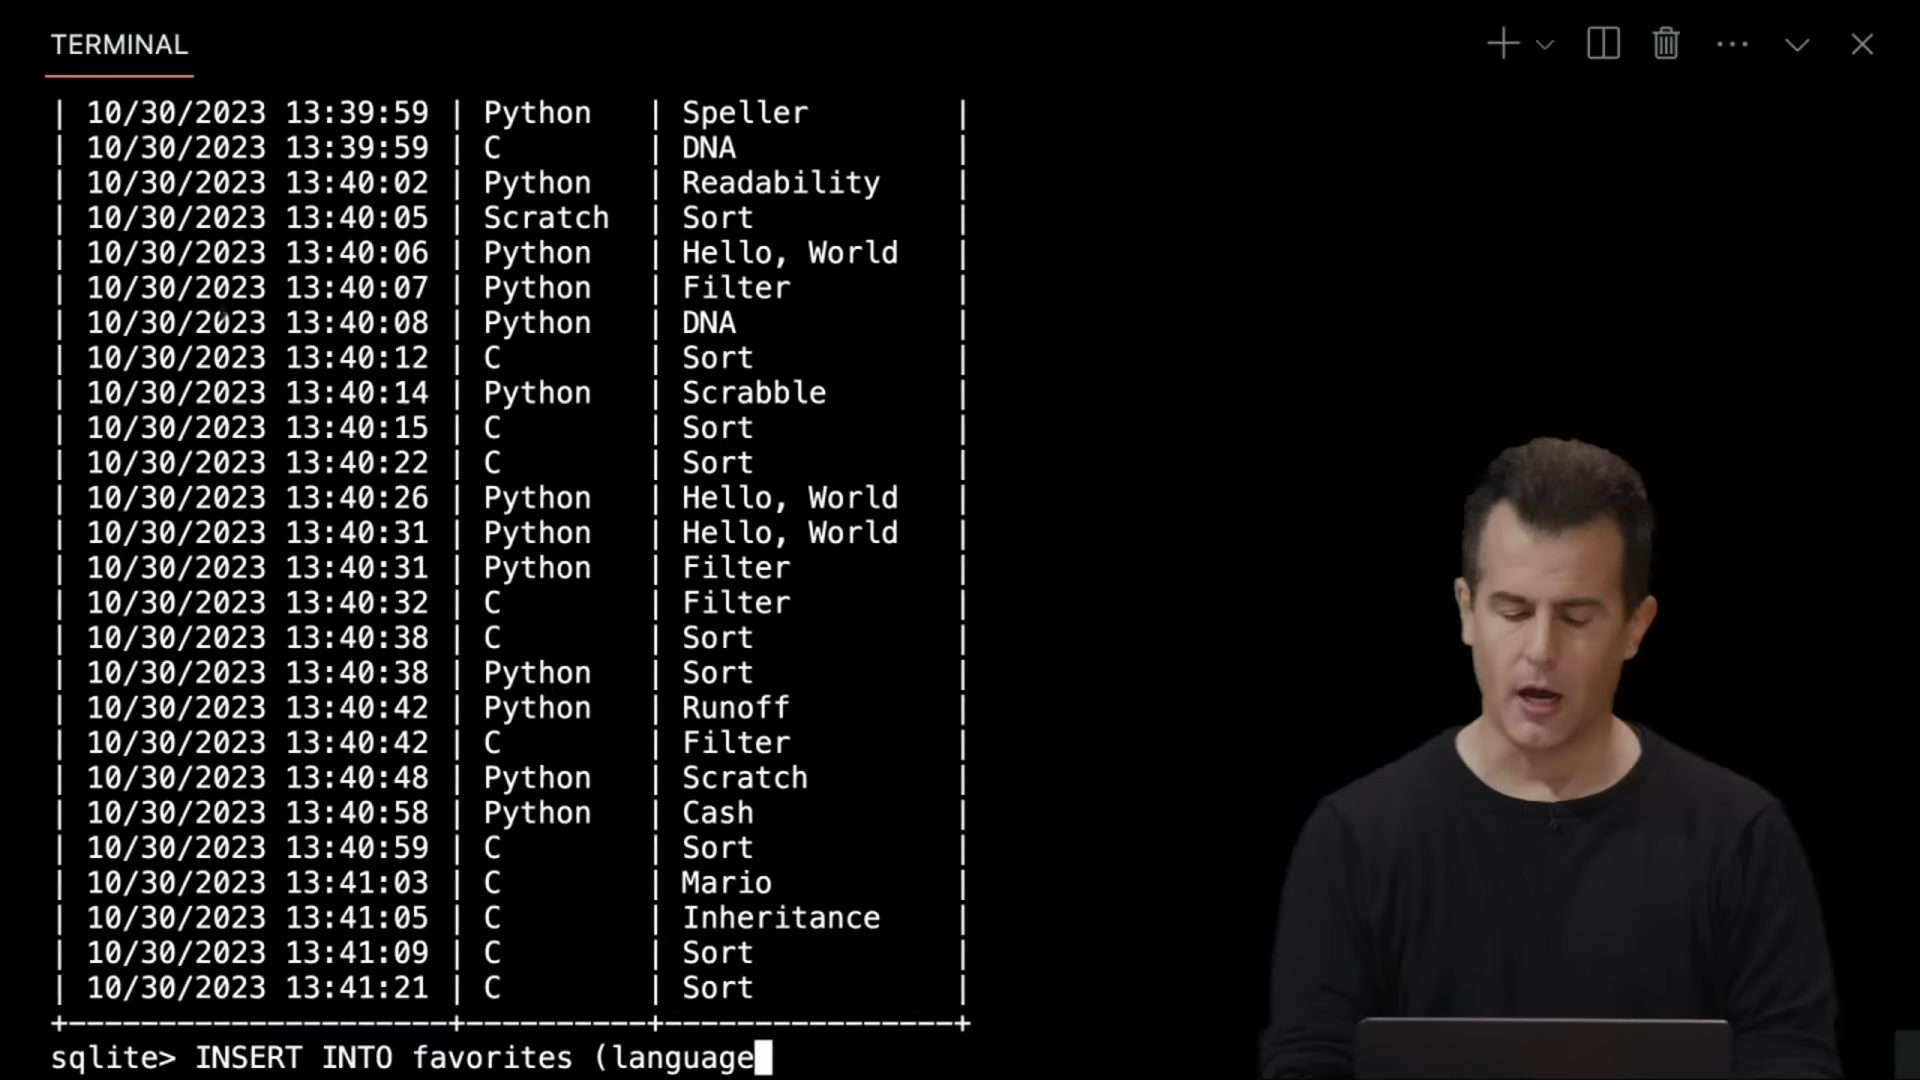 TERMINAL
| 10/30/2023 13:39:59 | Python | Speller |
| 10/30/2023 13:39:59 | C | DNA |
| 10/30/2023 13:40:02 | Python | Readability |
| 10/30/2023 13:40:05 | Scratch | Sort |
| 10/30/2023 13:40:06 | Python | Hello, World |
| 10/30/2023 13:40:07 | Python | Filter |
| 10/30/2023 13:40:08 | Python | DNA |
| 10/30/2023 13:40:12 | C | Sort |
| 10/30/2023 13:40:14 | Python | Scrabble |
| 10/30/2023 13:40:15 | C | Sort |
| 10/30/2023 13:40:22 | C | Sort |
| 10/30/2023 13:40:26 | Python | Hello, World |
| 10/30/2023 13:40:31 | Python | Hello, World |
| 10/30/2023 13:40:31 | Python | Filter |
| 10/30/2023 13:40:32 | C | Filter |
| 10/30/2023 13:40:38 | C | Sort |
| 10/30/2023 13:40:38 | Python | Sort |
| 10/30/2023 13:40:42 | Python | Runoff |
| 10/30/2023 13:40:42 | C | Filter |
| 10/30/2023 13:40:48 | Python | Scratch |
| 10/30/2023 13:40:58 | Python | Cash |
| 10/30/2023 13:40:59 | C | Sort |
| 10/30/2023 13:41:03 | C | Mario |
| 10/30/2023 13:41:05 | C | Inheritance |
| 10/30/2023 13:41:09 | C | Sort |
| 10/30/2023 13:41:21 | C | Sort |
+---------------------+----------+----------------+
sqlite> INSERT INTO favorites (language